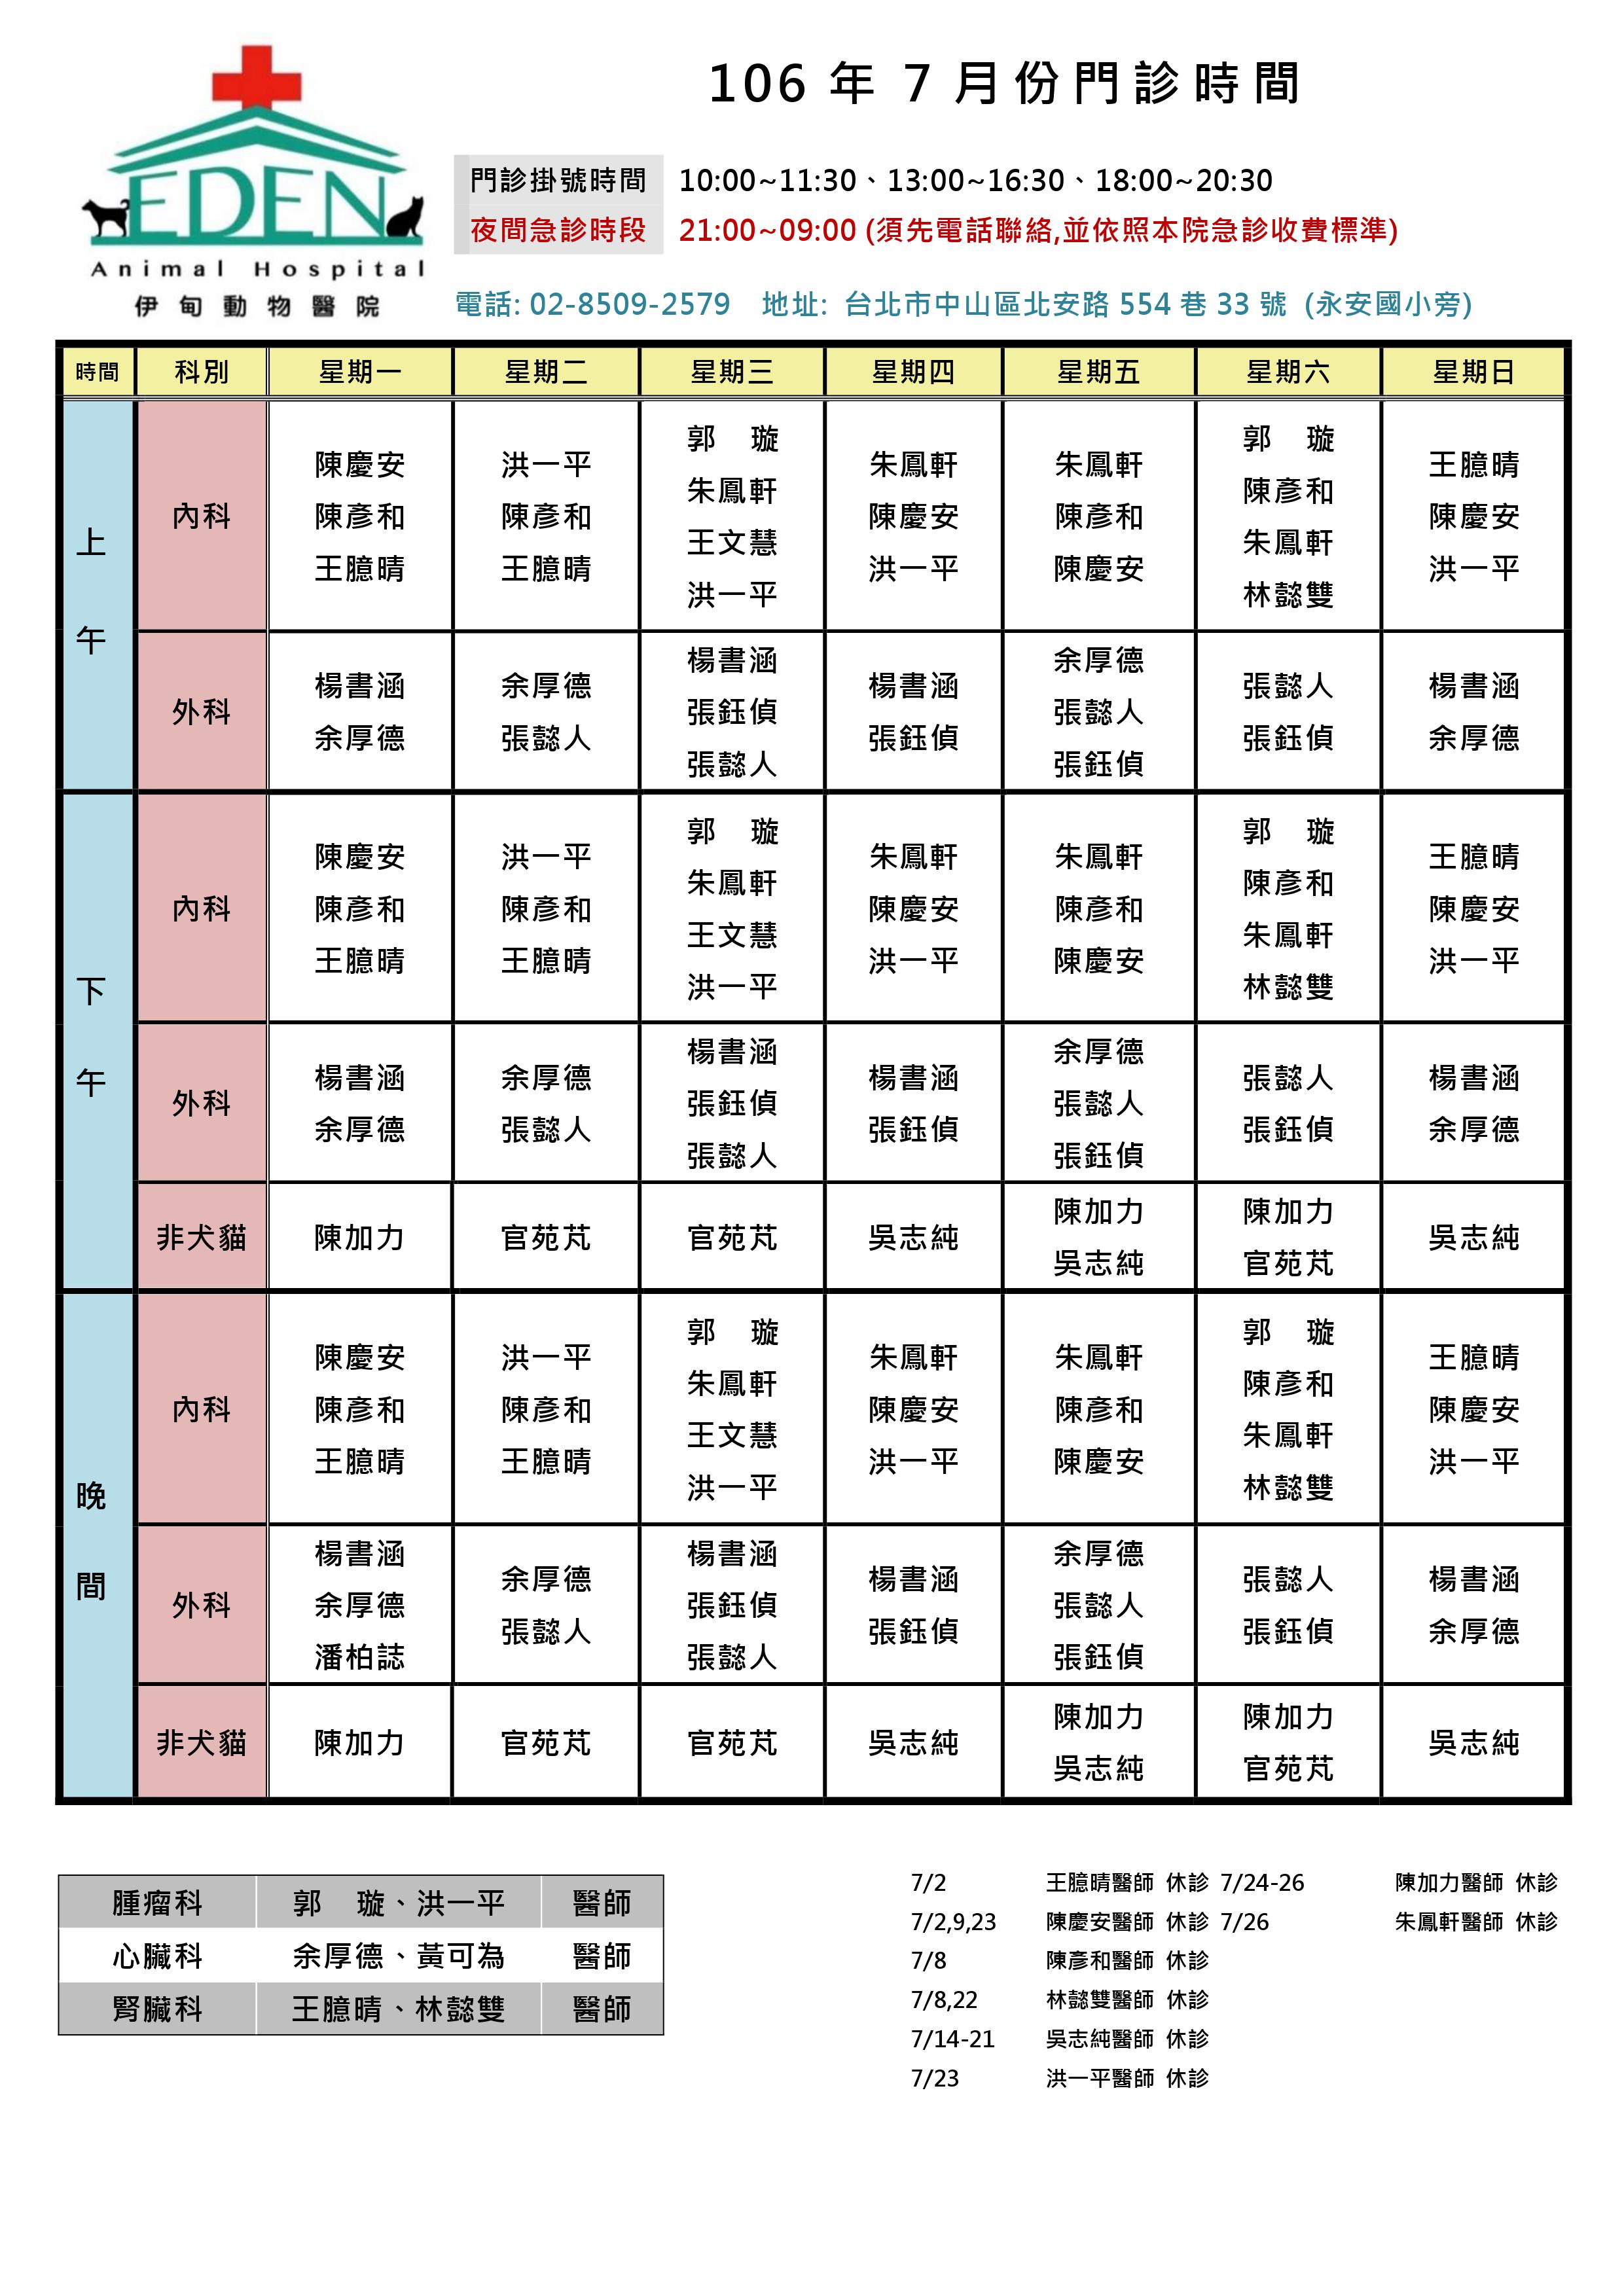 106 年 7 月份門診時間
門診掛號時間 10:00~11:30、13:00~16:30、18:00~20:30
夜間急診時段 21:00~09:00 (須先電話聯絡,並依照本院急診收費標準)
EDEN
Animal Hospital
伊甸動物醫院
電話: 02-8509-2579 地址: 台北市中山區北安路 554 巷 33 號 (永安國小旁)
時間 科別 星期一 星期二 星期三 星期四 星期五 星期六 星期日
上午
內科
陳慶安 陳彥和 王臆晴
洪一平 陳彥和 王臆晴
郭 璇 朱鳳軒 王文慧 洪一平
朱鳳軒 陳慶安 洪一平
朱鳳軒 陳彥和 陳慶安
郭 璇 陳彥和 朱鳳軒 林懿雙
王臆晴 陳慶安 洪一平
外科
楊書涵 余厚德
余厚德 張懿人
楊書涵 張鈺偵 張懿人
楊書涵 張鈺偵
余厚德 張懿人 張鈺偵
張懿人 張鈺偵
楊書涵 余厚德
下午
內科
陳慶安 陳彥和 王臆晴
洪一平 陳彥和 王臆晴
郭 璇 朱鳳軒 王文慧 洪一平
朱鳳軒 陳慶安 洪一平
朱鳳軒 陳彥和 陳慶安
郭 璇 陳彥和 朱鳳軒 林懿雙
王臆晴 陳慶安 洪一平
外科
楊書涵 余厚德
余厚德 張懿人
楊書涵 張鈺偵 張懿人
楊書涵 張鈺偵
余厚德 張懿人 張鈺偵
張懿人 張鈺偵
楊書涵 余厚德
非犬貓
陳加力
官苑芃
官苑芃
吳志純
陳加力 吳志純
陳加力 官苑芃
吳志純
晚間
內科
陳慶安 陳彥和 王臆晴
洪一平 陳彥和 王臆晴
郭 璇 朱鳳軒 王文慧 洪一平
朱鳳軒 陳慶安 洪一平
朱鳳軒 陳彥和 陳慶安
郭 璇 陳彥和 朱鳳軒 林懿雙
王臆晴 陳慶安 洪一平
外科
楊書涵 余厚德 潘柏誌
余厚德 張懿人
楊書涵 張鈺偵 張懿人
楊書涵 張鈺偵
余厚德 張懿人 張鈺偵
張懿人 張鈺偵
楊書涵 余厚德
非犬貓
陳加力
官苑芃
官苑芃
吳志純
陳加力 吳志純
陳加力 官苑芃
吳志純
腫瘤科 郭 璇、洪一平 醫師
心臟科 余厚德、黃可為 醫師
腎臟科 王臆晴、林懿雙 醫師
7/2 王臆晴醫師 休診 7/24-26 陳加力醫師 休診
7/2,9,23 陳慶安醫師 休診 7/26 朱鳳軒醫師 休診
7/8 陳彥和醫師 休診
7/8,22 林懿雙醫師 休診
7/14-21 吳志純醫師 休診
7/23 洪一平醫師 休診